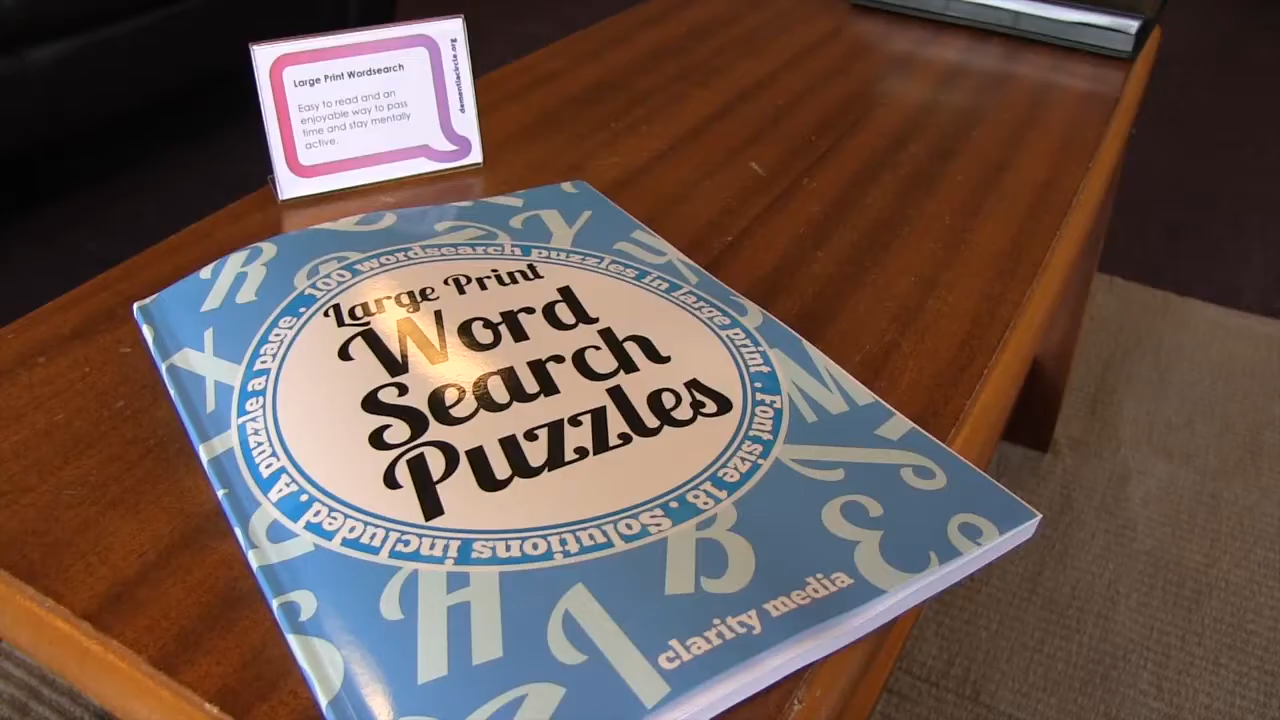 Large Print Wordsearch
Easy to read and an
enjoyable way to pass
time and stay mentally
active.
dementiacircle.org
Large Print
Word
Search
Puzzles
100 wordsearch puzzles in large print . Font size 18 . Solutions included . A puzzle a page .
clarity media